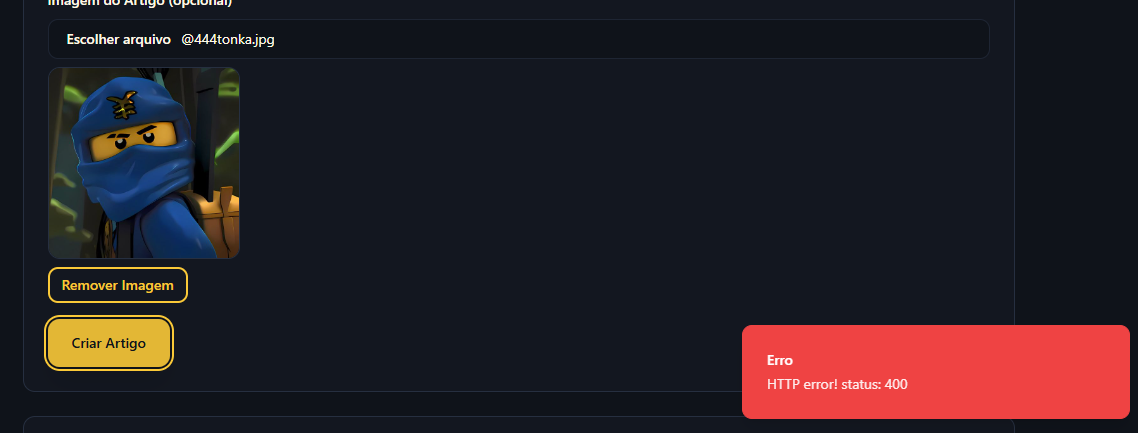 Imagem do Artigo (opcional)
Escolher arquivo @444tonka.jpg
Remover Imagem
Criar Artigo
Erro
HTTP error! status: 400